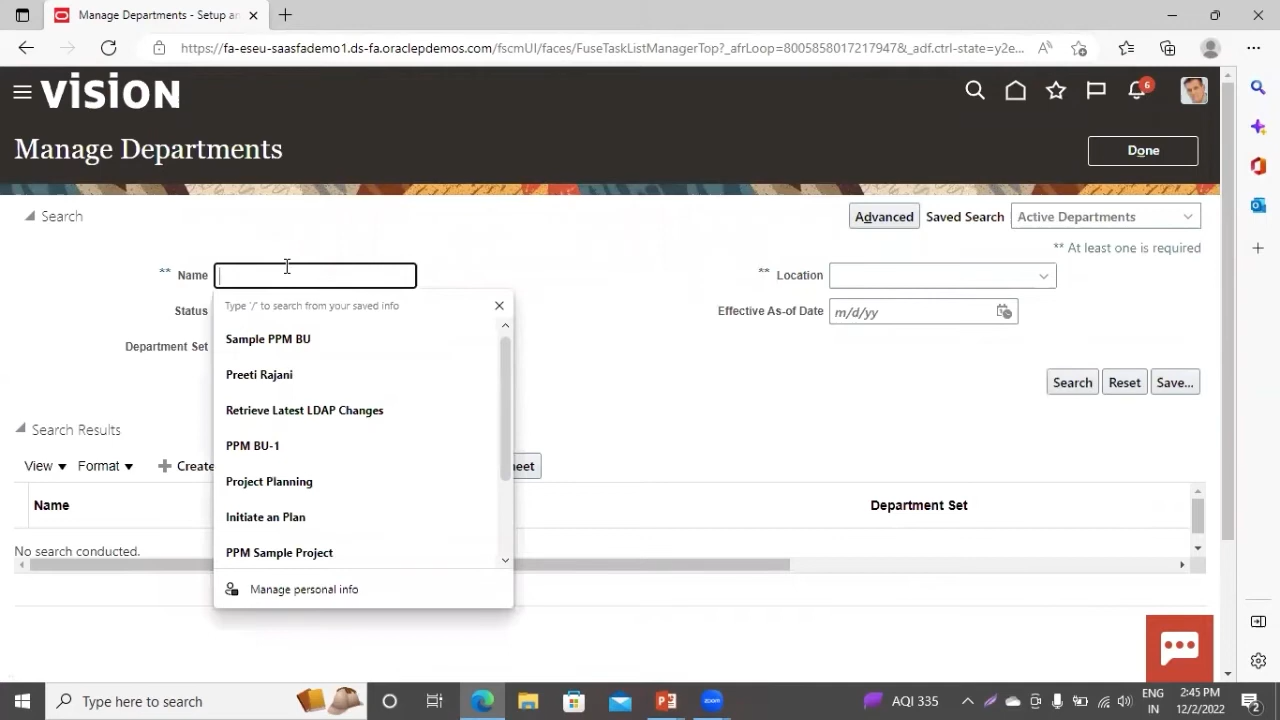 Manage Departments - Setup an
https://fa-eseu-saasfademo1.ds-fa.oraclepdemos.com/fscmUI/faces/FuseTaskListManagerTop?_afrLoop=80058580172179478&_adf.ctrl-state=y2e...
VISION
6
Manage Departments
Done
Search
Advanced
Saved Search
Active Departments
** At least one is required
** Name
** Location
Type '/' to search from your saved info
Status
Effective As-of Date
m/d/yy
Sample PPM BU
Department Set
Preeti Rajani
Search
Reset
Save...
Retrieve Latest LDAP Changes
Search Results
PPM BU-1
View
Format
Create
eet
Project Planning
Name
Department Set
Initiate an Plan
No search conducted.
PPM Sample Project
Manage personal info
Type here to search
AQI 335
ENG
IN
2:45 PM
12/2/2022
2